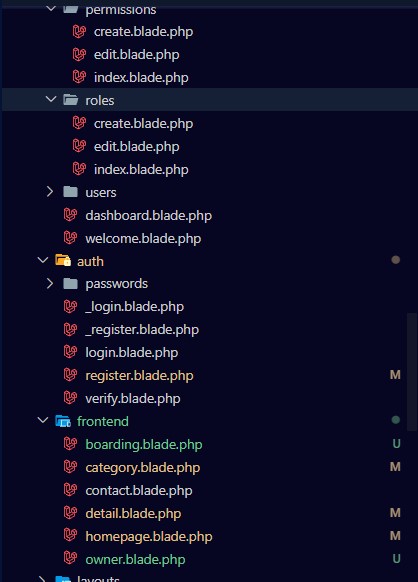 permissions
create.blade.php
edit.blade.php
index.blade.php
roles
create.blade.php
edit.blade.php
index.blade.php
users
dashboard.blade.php
welcome.blade.php
auth
passwords
_login.blade.php
_register.blade.php
login.blade.php
register.blade.php M
verify.blade.php
frontend
boarding.blade.php U
category.blade.php M
contact.blade.php
detail.blade.php M
homepage.blade.php M
owner.blade.php U
layouts